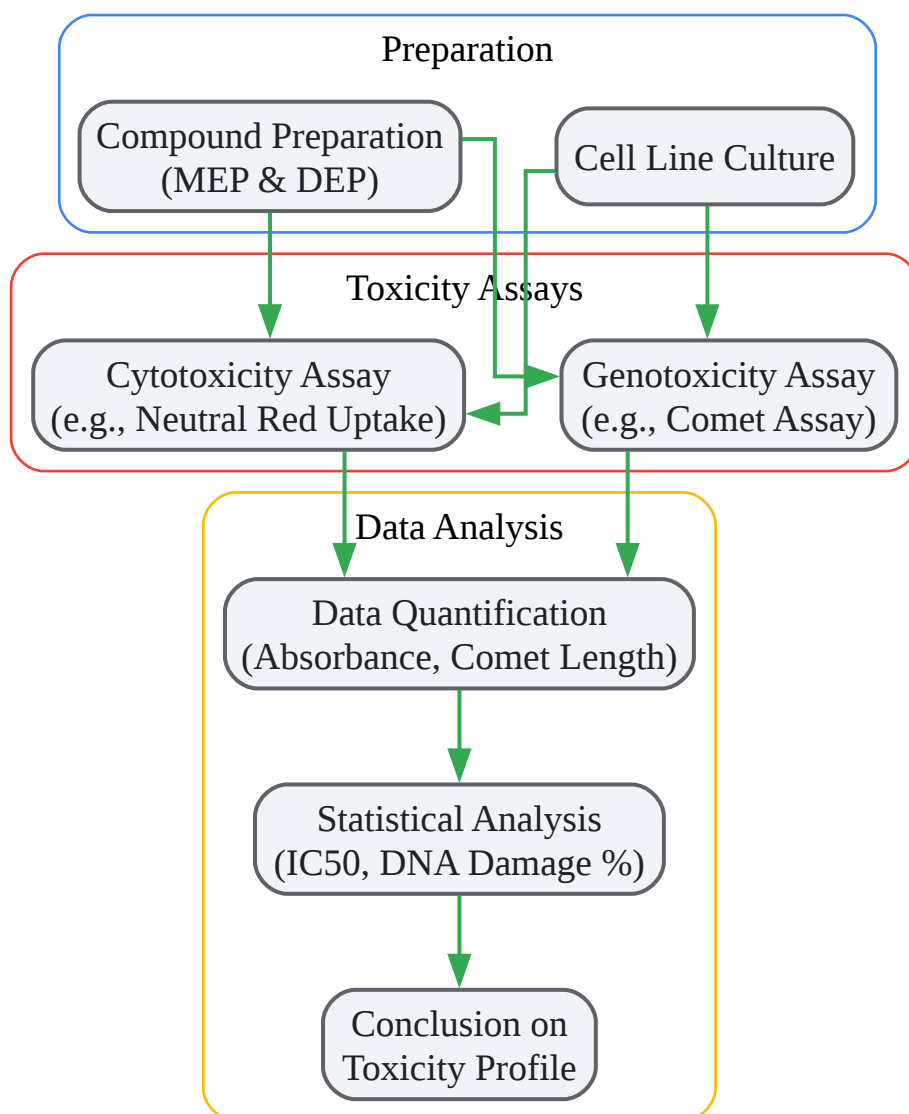 Preparation
Compound Preparation
(MEP & DEP)
Cell Line Culture
Toxicity Assays
Cytotoxicity Assay
(e.g., Neutral Red Uptake)
Genotoxicity Assay
(e.g., Comet Assay)
Data Analysis
Data Quantification
(Absorbance, Comet Length)
Statistical Analysis
(IC50, DNA Damage %)
Conclusion on
Toxicity Profile